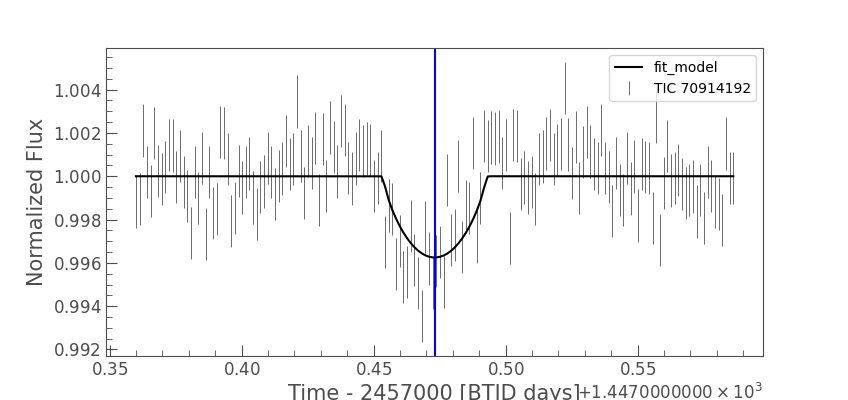 fit_model
TIC 70914192
Normalized Flux
1.004
1.002
1.000
0.998
0.996
0.994
0.992
0.35 0.40 0.45 0.50 0.55
Time - 2457000 [BTJD days]
+1.4470000000 × 10³